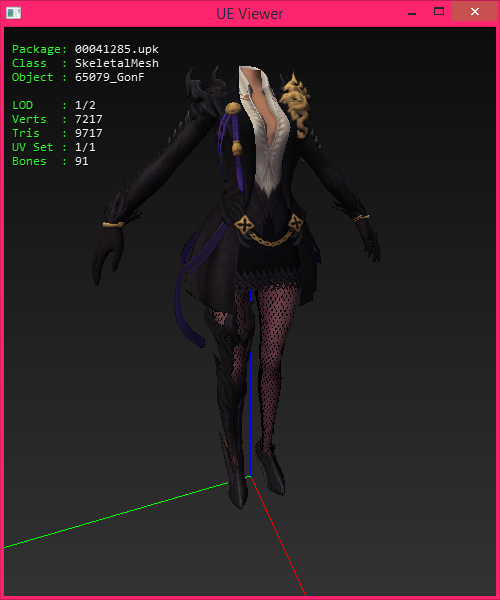 UE Viewer
Package: 00041285.upk
Class  : SkeletalMesh
Object : 65079_GonF
LOD    : 1/2
Verts  : 7217
Tris   : 9717
UV Set : 1/1
Bones  : 91